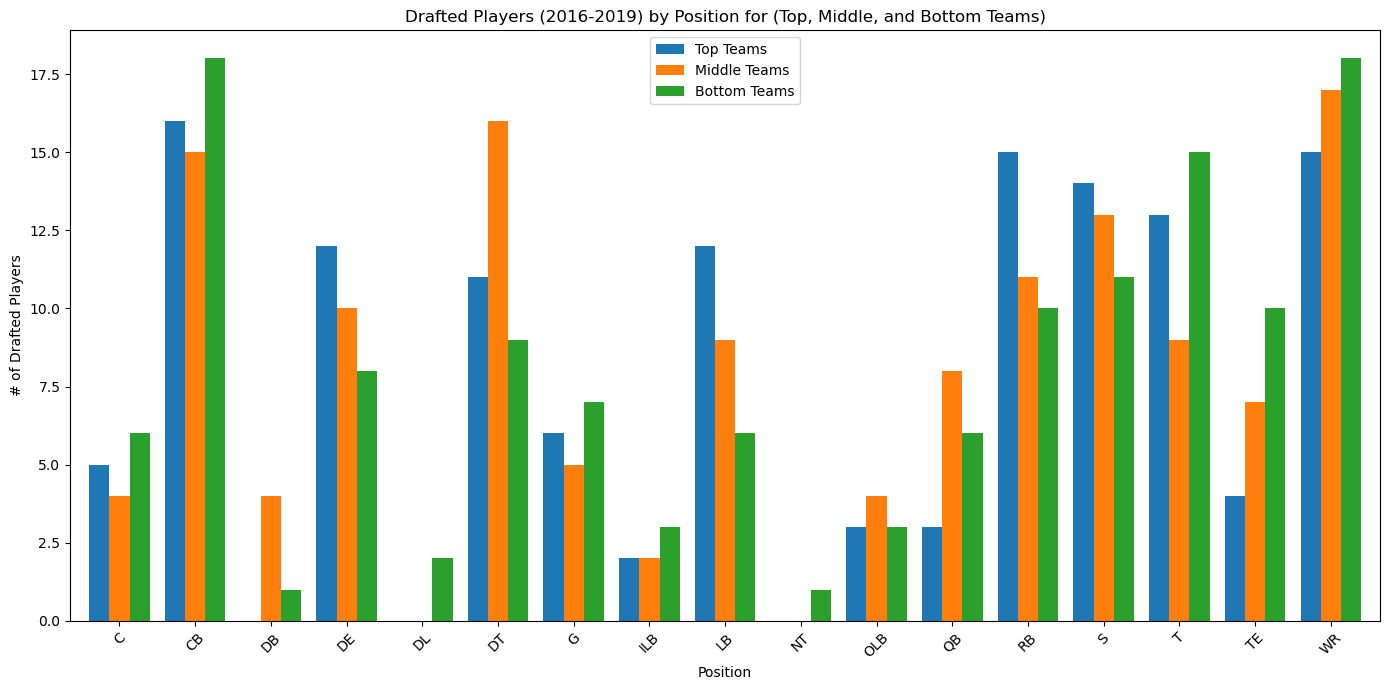 Drafted Players (2016-2019) by Position for (Top, Middle, and Bottom Teams)
Top Teams
Middle Teams
Bottom Teams
# of Drafted Players
17.5
15.0
12.5
10.0
7.5
5.0
2.5
0.0
C CB DB DE DL DT G ILB LB NT OLB QB RB S T TE WR
Position